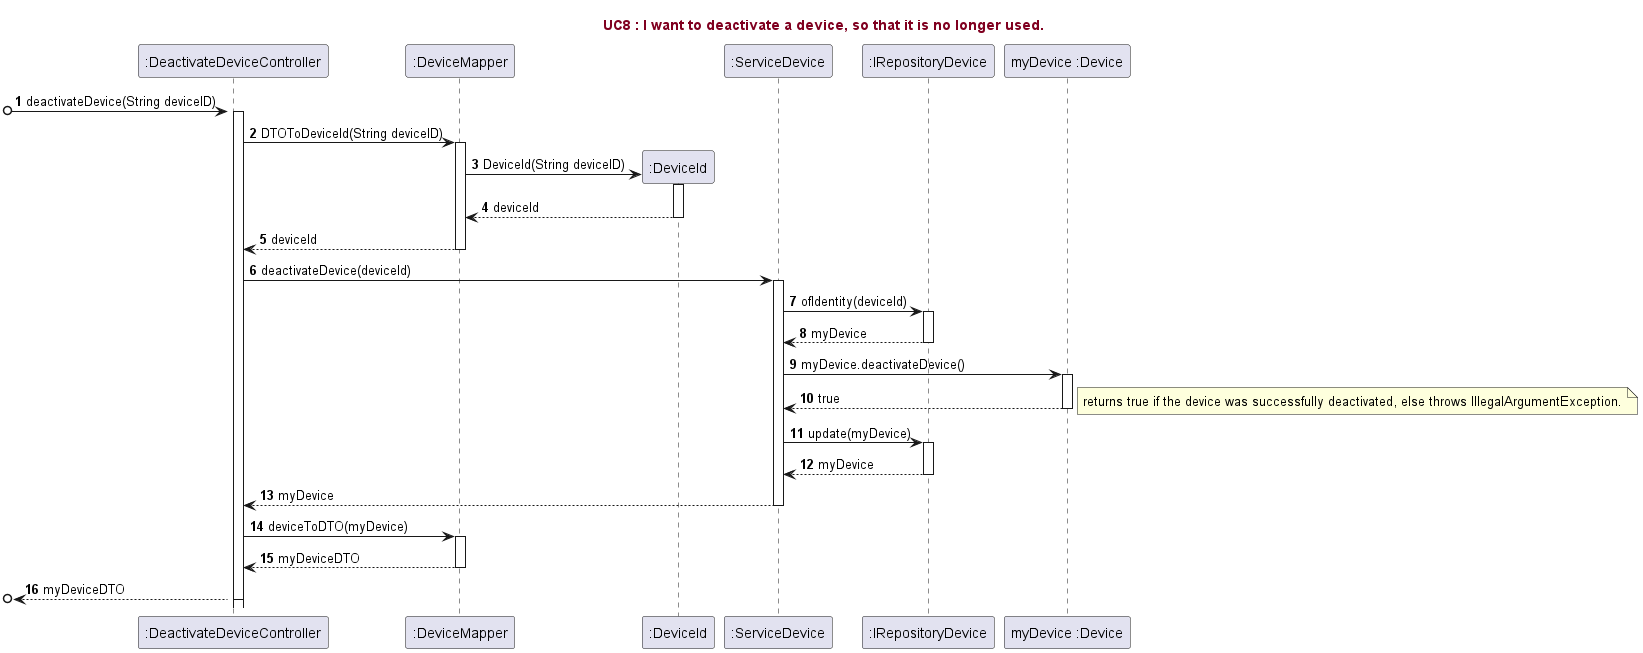 UC8 : I want to deactivate a device, so that it is no longer used.
:DeactivateDeviceController :DeviceMapper :ServiceDevice :IRepositoryDevice myDevice :Device
1 deactivateDevice(String deviceID)
2 DTOToDeviceId(String deviceID)
3 DeviceId(String deviceID) :DeviceId
4 deviceId
5 deviceId
6 deactivateDevice(deviceId)
7 ofIdentity(deviceId)
8 myDevice
9 myDevice.deactivateDevice()
10 true
returns true if the device was successfully deactivated, else throws IllegalArgumentException.
11 update(myDevice)
12 myDevice
13 myDevice
14 deviceToDTO(myDevice)
15 myDeviceDTO
16 myDeviceDTO
:DeactivateDeviceController :DeviceMapper :DeviceId :ServiceDevice :IRepositoryDevice myDevice :Device